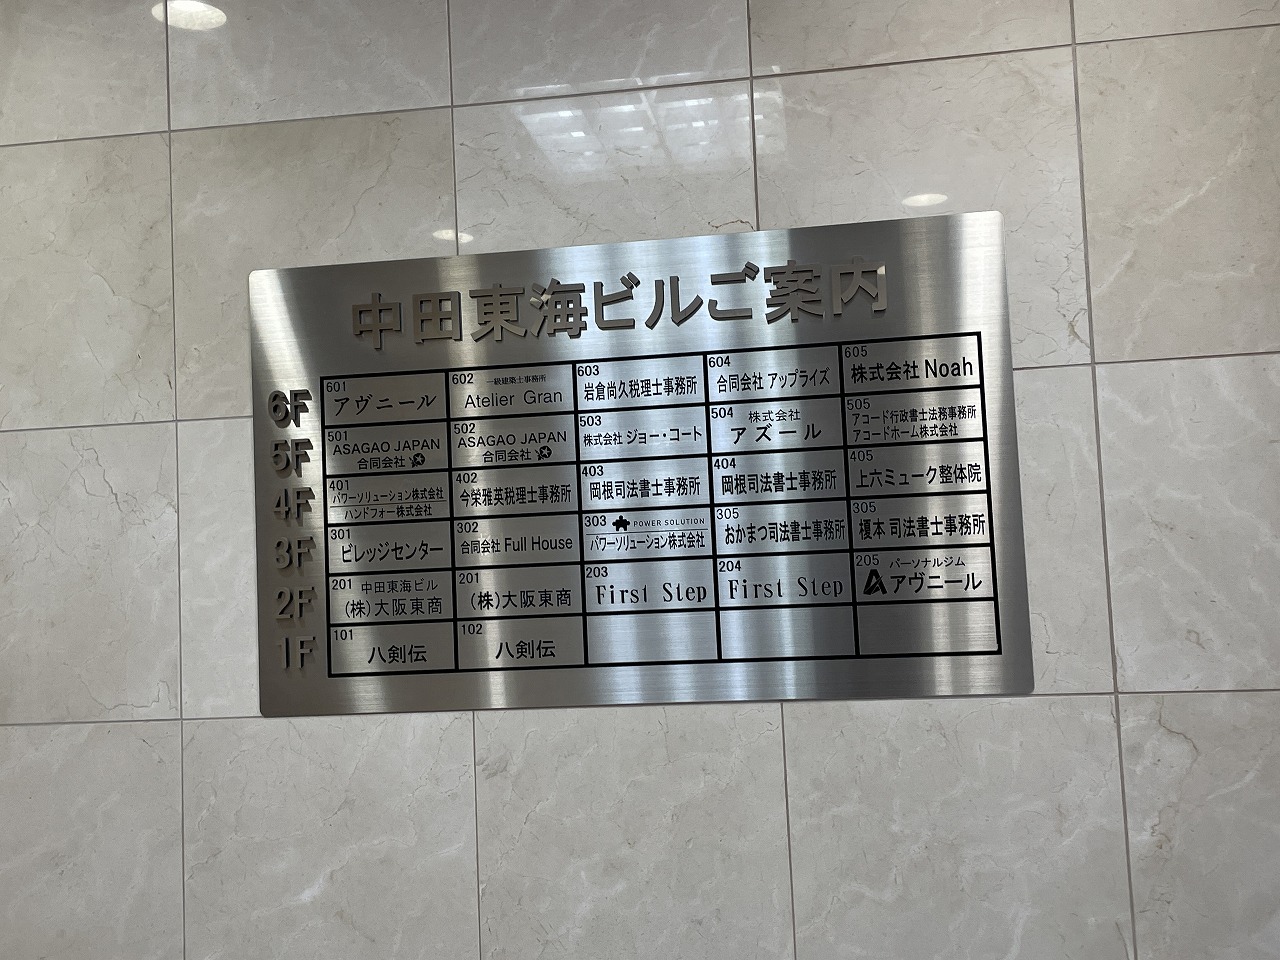 中田東海ビルご案内
6F
601
アヴニール
602
一級建築士事務所
Atelier Gran
603
岩倉尚久税理士事務所
604
合同会社 アップライズ
605
株式会社 Noah
5F
501
ASAGAO JAPAN
合同会社
502
ASAGAO JAPAN
合同会社
503
株式会社 ジョー・コート
504
株式会社
アズール
505
アコード行政書士法務事務所
アコードホーム株式会社
4F
401
パワーソリューション株式会社
ハンドフォー株式会社
402
今榮雅英税理士事務所
403
岡根司法書士事務所
404
岡根司法書士事務所
405
上六ミューク整体院
3F
301
ビレッジセンター
302
合同会社 Full House
303
POWER SOLUTION
パワーソリューション株式会社
305
おかまつ司法書士事務所
305
榎本 司法書士事務所
2F
201
中田東海ビル
(株)大阪東商
201
(株)大阪東商
203
First Step
204
First Step
205
パーソナルジム
アヴニール
1F
101
八剣伝
102
八剣伝